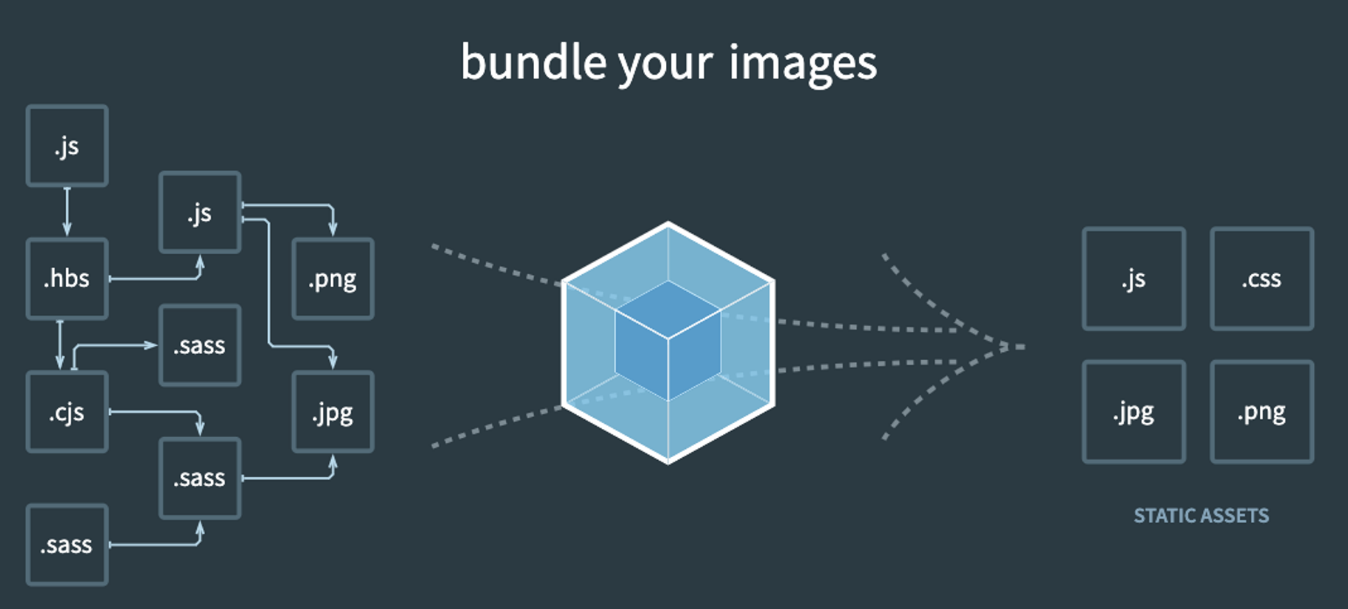 bundle your images
.js
.js
.hbs
.png
.sass
.cjs
.jpg
.sass
.sass
.js
.css
.jpg
.png
STATIC ASSETS